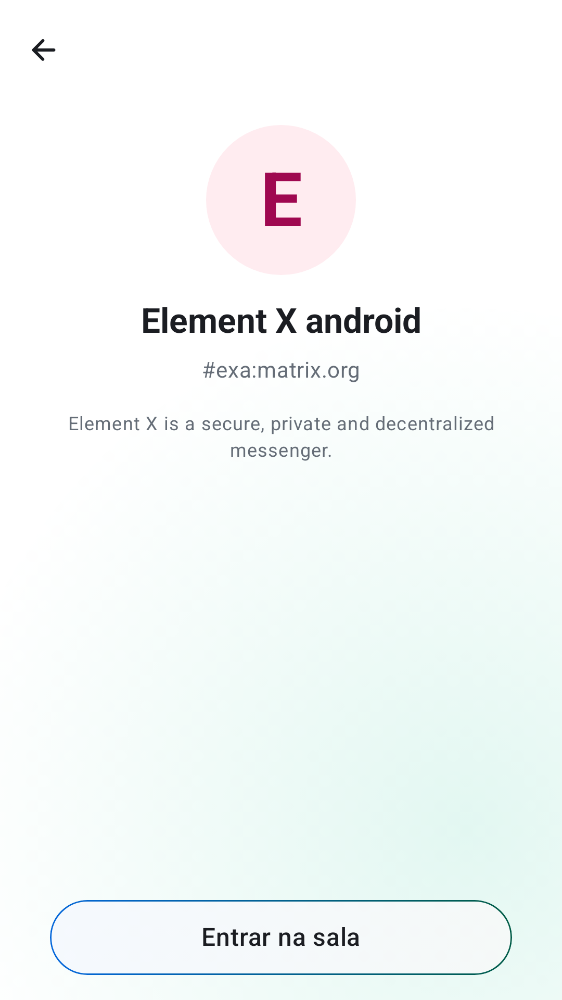 E
Element X android
#exa:matrix.org
Element X is a secure, private and decentralized
messenger.
Entrar na sala